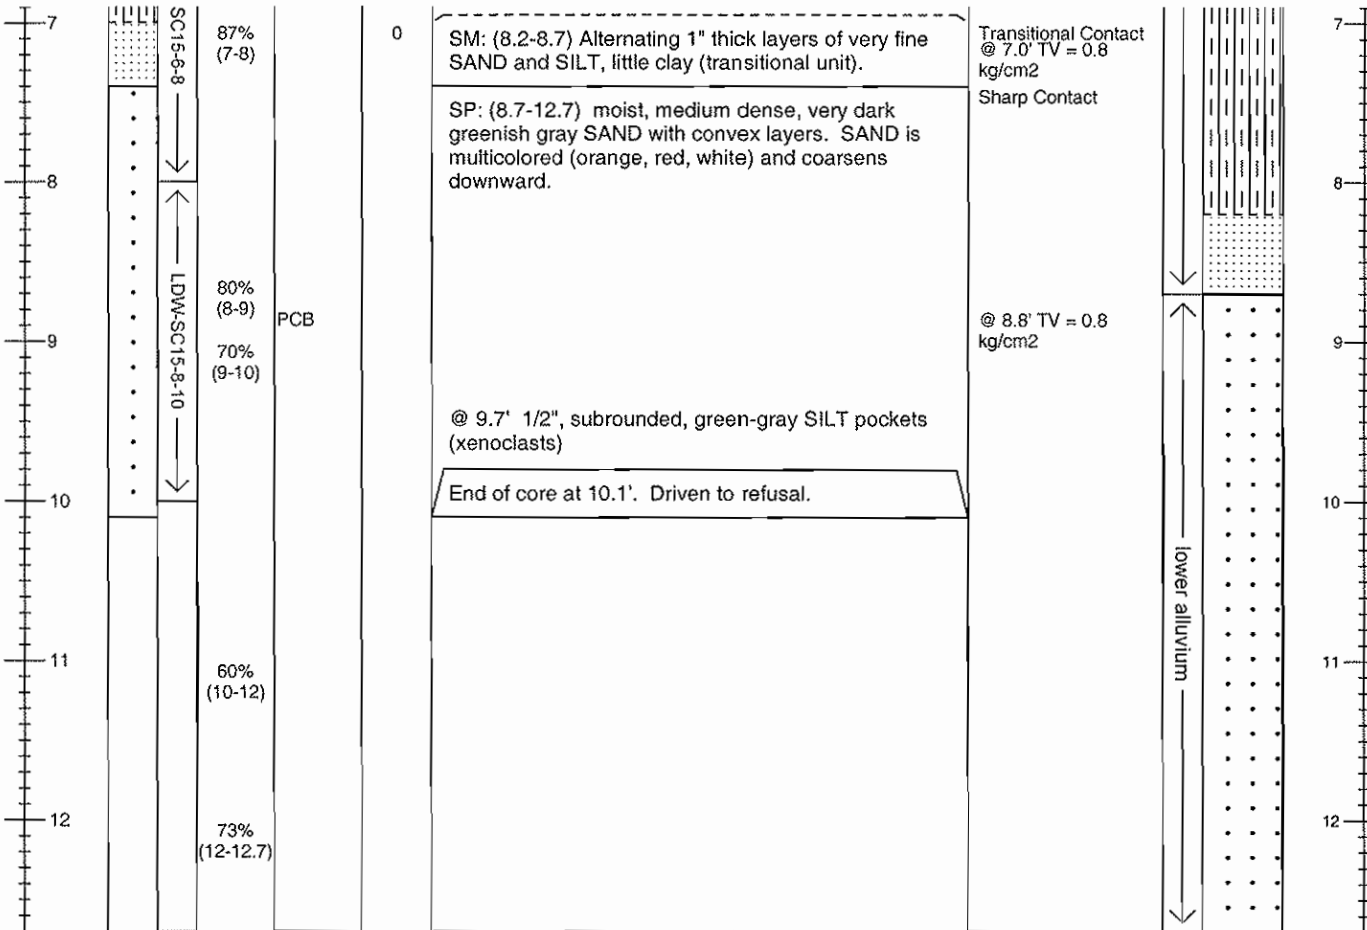 7
SC15-6-8
87%
(7-8)
0
SM: (8.2-8.7) Alternating 1" thick layers of very fine
SAND and SILT, little clay (transitional unit).
Transitional Contact
@ 7.0' TV = 0.8
kg/cm2
Sharp Contact
7
SP: (8.7-12.7) moist, medium dense, very dark
greenish gray SAND with convex layers. SAND is
multicolored (orange, red, white) and coarsens
downward.
8
8
LDW-SC15-8-10
80%
(8-9)
PCB
@ 8.8' TV = 0.8
kg/cm2
9
70%
(9-10)
9
@ 9.7' 1/2", subrounded, green-gray SILT pockets
(xenoclasts)
10
End of core at 10.1'. Driven to refusal.
10
lower alluvium
11
60%
(10-12)
11
12
73%
(12-12.7)
12